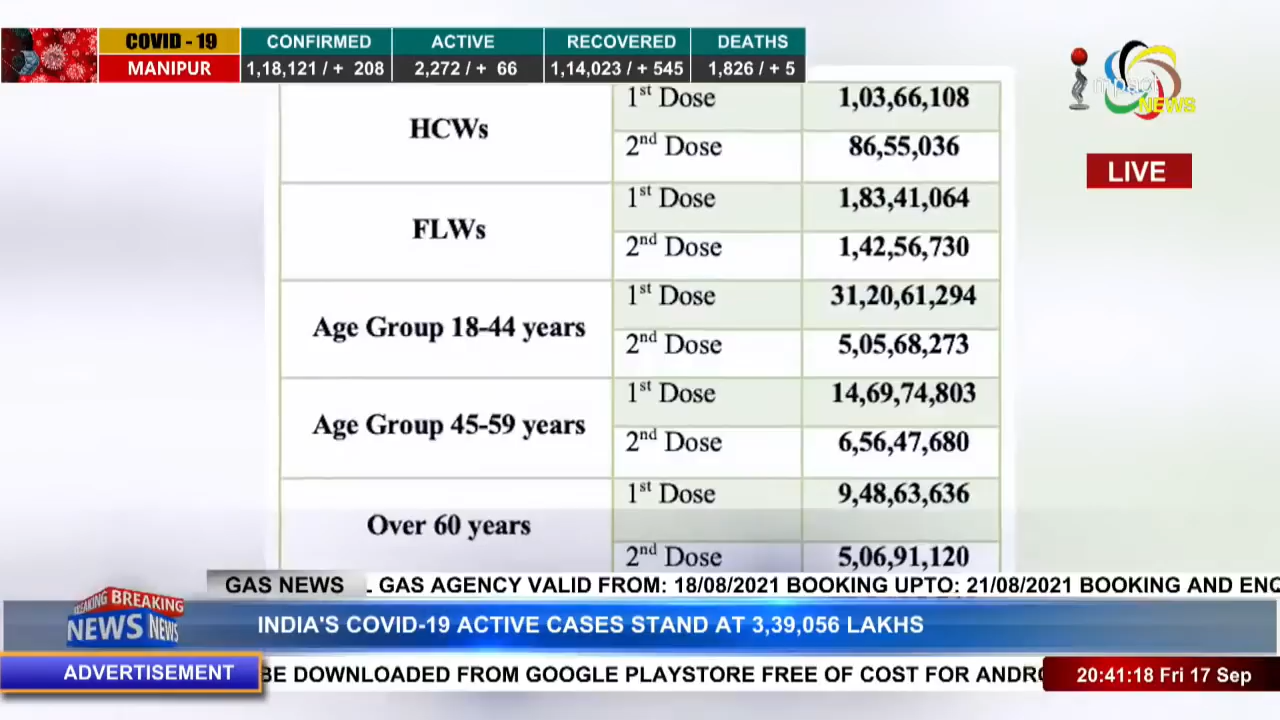 COVID - 19 CONFIRMED ACTIVE RECOVERED DEATHS
MANIPUR 1,18,121 / + 208 2,272 / + 66 1,14,023 / + 545 1,826 / + 5
mpact
NEWS
LIVE
HCWs 1st Dose 1,03,66,108
2nd Dose 86,55,036
FLWs 1st Dose 1,83,41,064
2nd Dose 1,42,56,730
Age Group 18-44 years 1st Dose 31,20,61,294
2nd Dose 5,05,68,273
Age Group 45-59 years 1st Dose 14,69,74,803
2nd Dose 6,56,47,680
Over 60 years 1st Dose 9,48,63,636
2nd Dose 5,06,91,120
GAS NEWS L GAS AGENCY VALID FROM: 18/08/2021 BOOKING UPTO: 21/08/2021 BOOKING AND ENQ
BREAKING BREAKING
NEWS NEWS
INDIA'S COVID-19 ACTIVE CASES STAND AT 3,39,056 LAKHS
ADVERTISEMENT BE DOWNLOADED FROM GOOGLE PLAYSTORE FREE OF COST FOR ANDRO 20:41:18 Fri 17 Sep